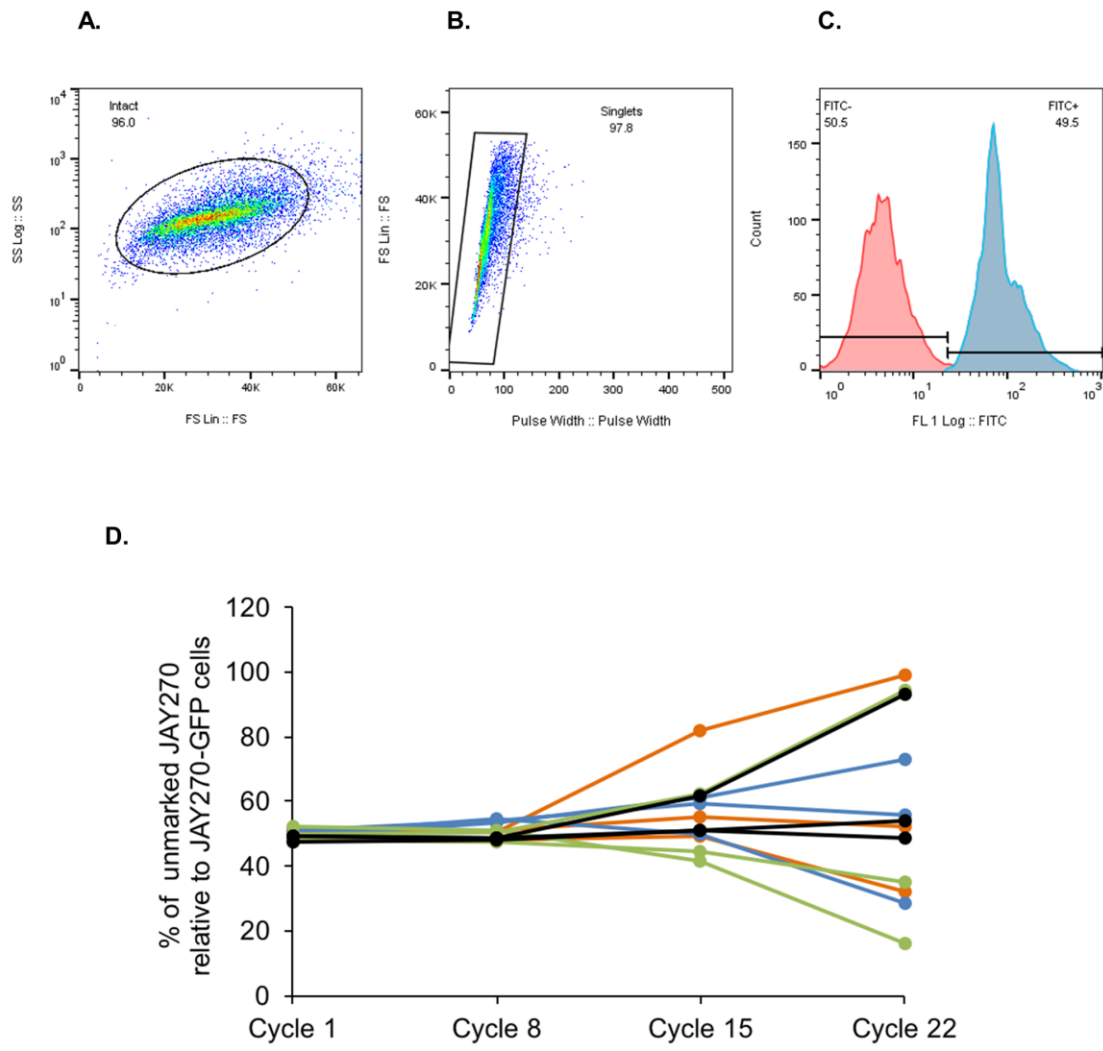 A.
B.
C.
Intact
96.0
10^4
10^3
10^2
10^1
10^0
SS Log :: SS
20K
40K
60K
FS Lin :: FS
Singlets
97.8
60K
40K
20K
0
FS Lin :: FS
0
100
200
300
400
500
Pulse Width :: Pulse Width
FITC-
50.5
FITC+
49.5
150
100
50
0
Count
10^0
10^1
10^2
10^3
FL 1 Log :: FITC
D.
120
100
80
60
40
20
0
% of unmarked JAY270
relative to JAY270-GFP cells
Cycle 1
Cycle 8
Cycle 15
Cycle 22